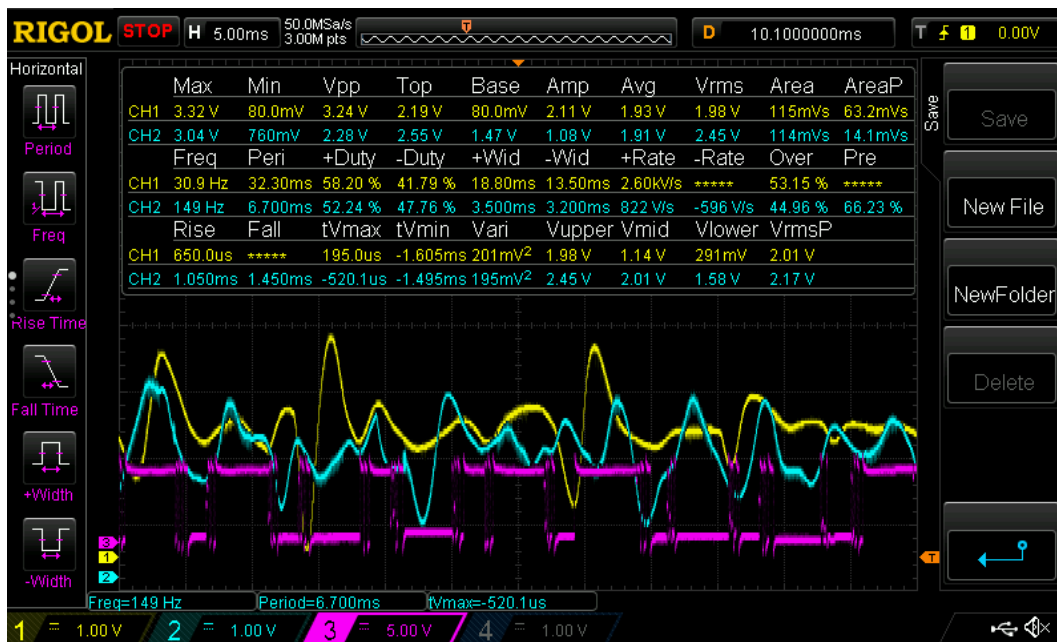 RIGOL STOP H 5.00ms 50.0MSa/s 3.00M pts D 10.1000000ms T 1 0.00V
Horizontal
Period
Freq
Rise Time
Fall Time
+Width
-Width
Max Min Vpp Top Base Amp Avg Vrms Area AreaP
CH1 3.32 V 80.0mV 3.24 V 2.19 V 80.0mV 2.11 V 1.93 V 1.98 V 115mVs 63.2mVs
CH2 3.04 V 760mV 2.28 V 2.55 V 1.47 V 1.08 V 1.91 V 2.45 V 114mVs 14.1mVs
Freq Peri +Duty -Duty +Wid -Wid +Rate -Rate Over Pre
CH1 30.9 Hz 32.30ms 58.20 % 41.79 % 18.80ms 13.50ms 2.60kV/s ***** 53.15 % *****
CH2 149 Hz 6.700ms 52.24 % 47.76 % 3.500ms 3.200ms 822 V/s -596 V/s 44.96 % 66.23 %
Rise Fall tVmax tVmin Vari Vupper Vmid Vlower VrmsP
CH1 650.0us ***** 195.0us -1.605ms 201mV² 1.98 V 1.14 V 291mV 2.01 V
CH2 1.050ms 1.450ms -520.1us -1.495ms 195mV² 2.45 V 2.01 V 1.58 V 2.17 V
3
1
2
T
T
Save
Save
New File
NewFolder
Delete
Freq=149 Hz Period=6.700ms tVmax=-520.1us
1 = 1.00 V 2 = 1.00 V 3 = 5.00 V 4 = 1.00 V